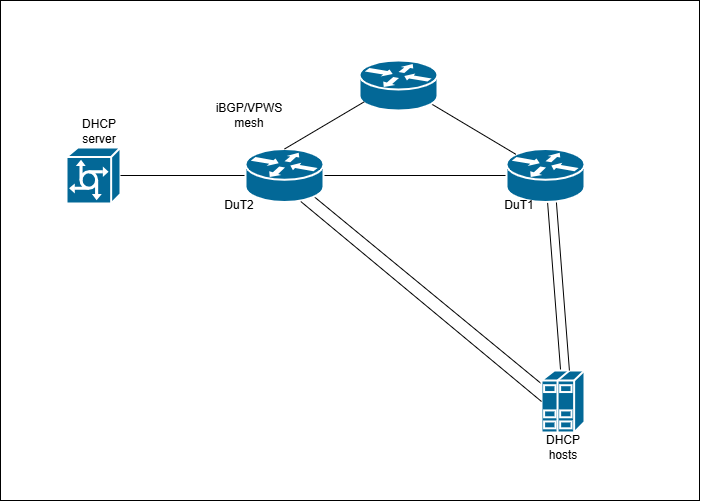 iBGP/VPWS
mesh
DHCP
server
DuT2
DuT1
DHCP
hosts